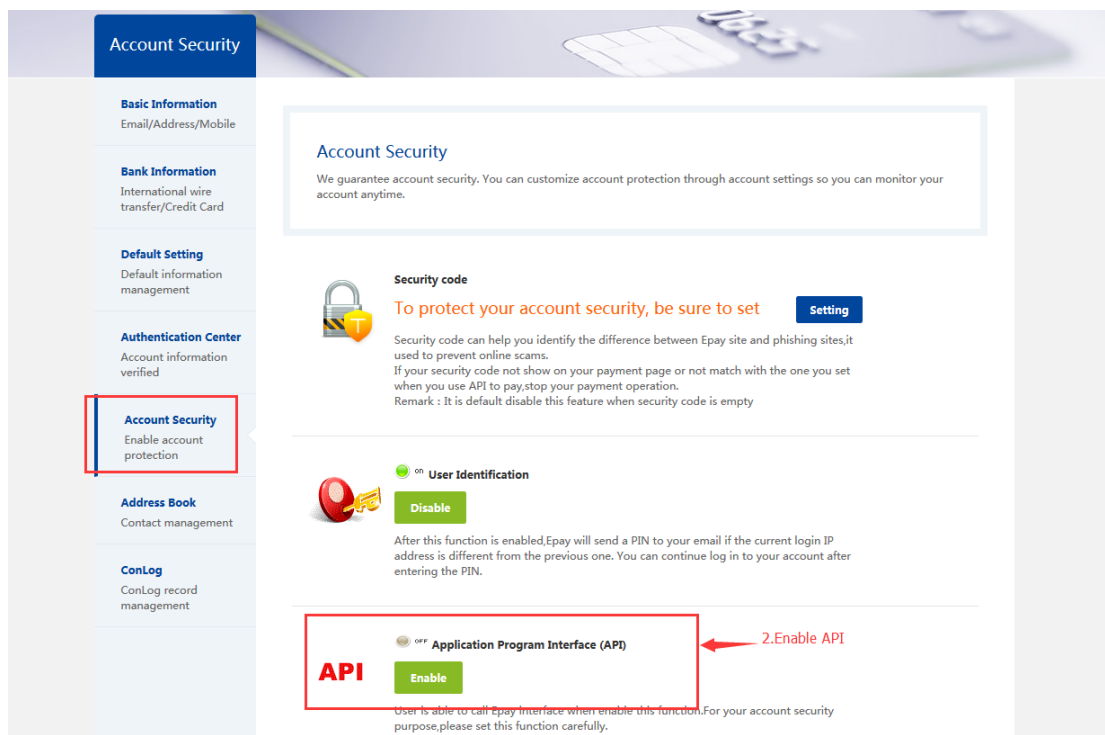 Account Security
Basic Information
Email/Address/Mobile
Bank Information
International wire
transfer/Credit Card
Default Setting
Default information
management
Authentication Center
Account information
verified
Account Security
Enable account
protection
Address Book
Contact management
ConLog
ConLog record
management
Account Security
We guarantee account security. You can customize account protection through account settings so you can monitor your
account anytime.
Security code
To protect your account security, be sure to set
Setting
Security code can help you identify the difference between Epay site and phishing sites,it
used to prevent online scams.
If your security code not show on your payment page or not match with the one you set
when you use API to pay,stop your payment operation.
Remark : It is default disable this feature when security code is empty
on User Identification
Disable
After this function is enabled,Epay will send a PIN to your email if the current login IP
address is different from the previous one. You can continue log in to your account after
entering the PIN.
OFF Application Program Interface (API)
2.Enable API
API
Enable
User is able to call Epay interface when enable this function.For your account security
purpose,please set this function carefully.